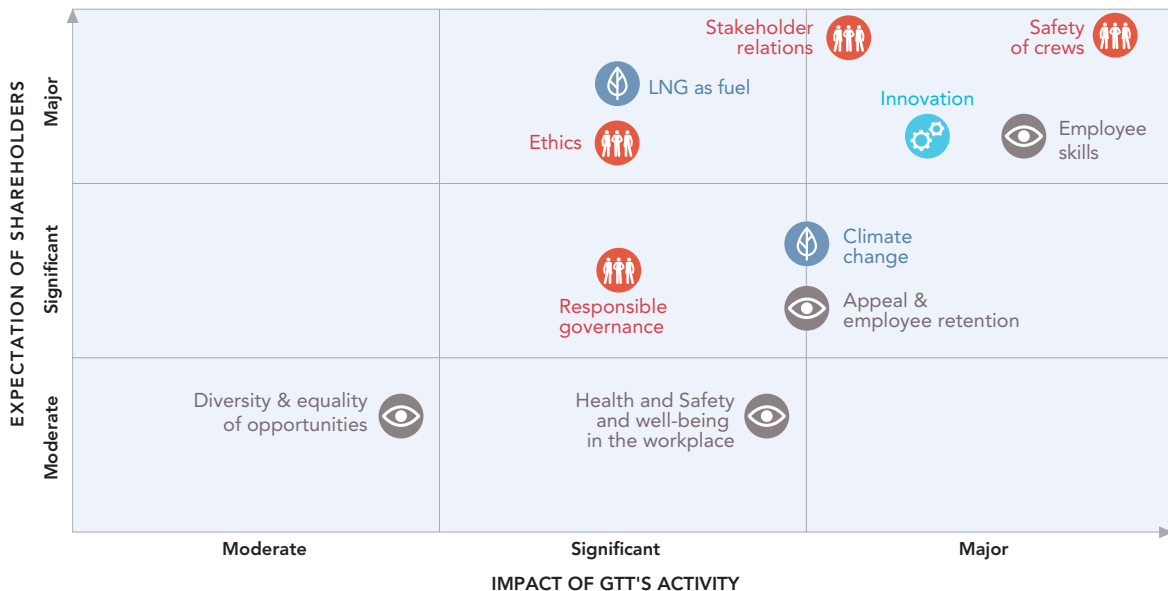 EXPECTATION OF SHAREHOLDERS
Major
Significant
Moderate
Stakeholder
relations
Safety
of crews
LNG as fuel
Innovation
Ethics
Employee
skills
Climate
change
Responsible
governance
Appeal &
employee retention
Diversity & equality
of opportunities
Health and Safety
and well-being
in the workplace
Moderate
Significant
Major
IMPACT OF GTT'S ACTIVITY